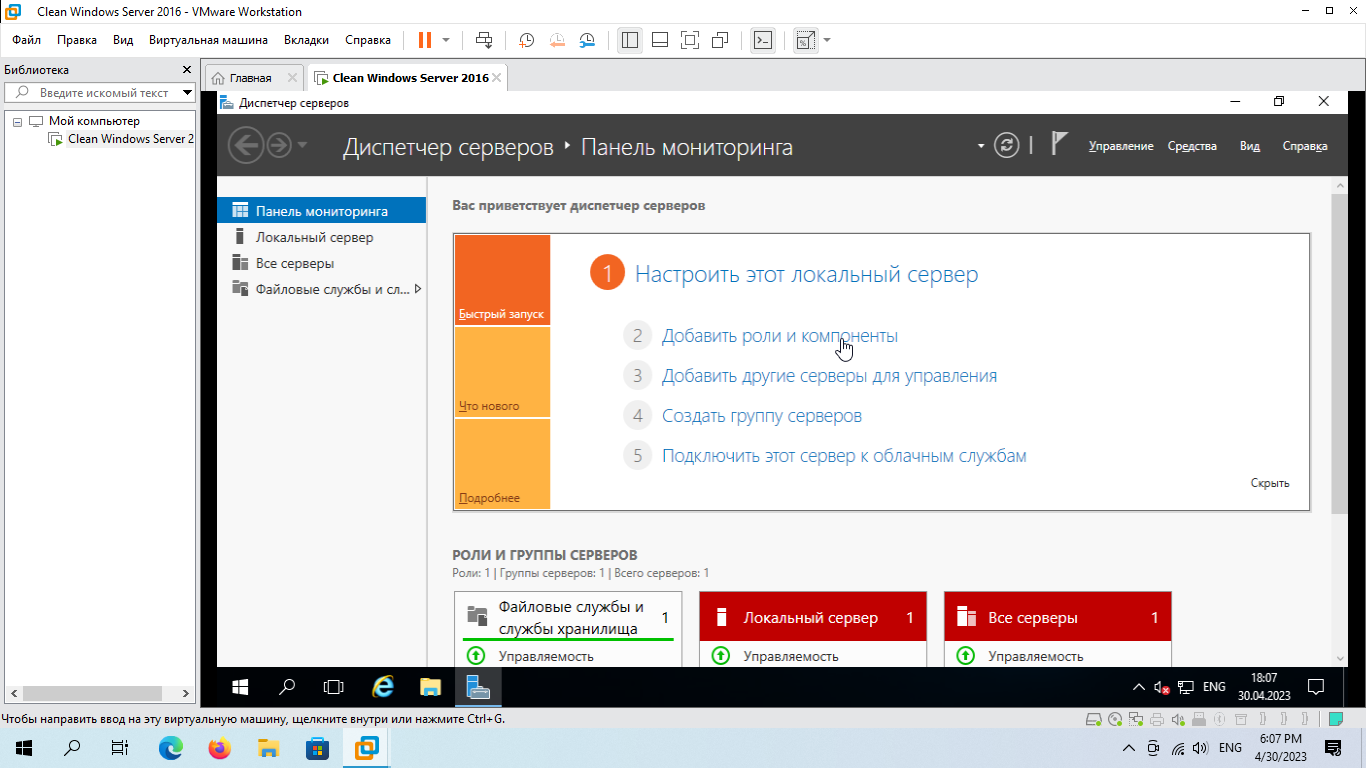 Clean Windows Server 2016 - VMware Workstation
Файл Правка Вид Виртуальная машина Вкладки Справка
Библиотека
Введите искомый текст
Мой компьютер
Clean Windows Server 2
Главная Clean Windows Server 2016
Диспетчер серверов
Диспетчер серверов Панель мониторинга
Управление Средства Вид Справка
Панель мониторинга
Локальный сервер
Все серверы
Файловые службы и сл...
Вас приветствует диспетчер серверов
Быстрый запуск
Что нового
Подробнее
1 Настроить этот локальный сервер
2 Добавить роли и компоненты
3 Добавить другие серверы для управления
4 Создать группу серверов
5 Подключить этот сервер к облачным службам
Скрыть
РОЛИ И ГРУППЫ СЕРВЕРОВ
Роли: 1 | Группы серверов: 1 | Всего серверов: 1
Файловые службы и
службы хранилища 1
Управляемость
Локальный сервер 1
Управляемость
Все серверы 1
Управляемость
ENG
18:07
30.04.2023
Чтобы направить ввод на эту виртуальную машину, щелкните внутри или нажмите Ctrl+G.
ENG
6:07 PM
4/30/2023